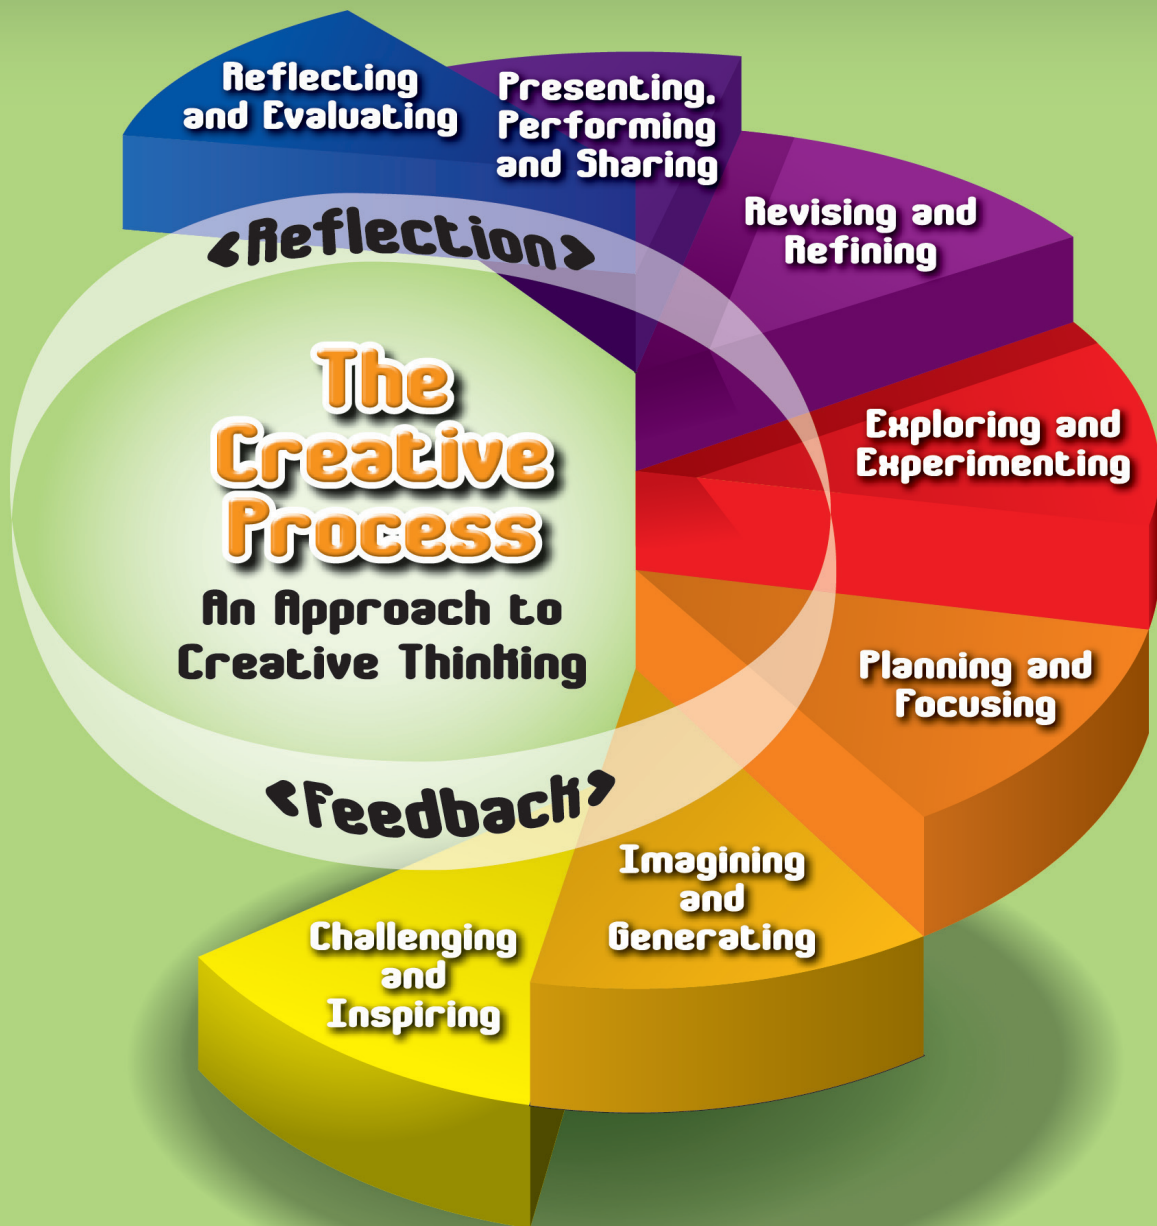 Reflecting
and Evaluating
Presenting,
Performing
and Sharing
Revising and
Refining
<Reflection>
The
Creative
Process
An Approach to
Creative Thinking
Exploring and
Experimenting
Planning and
Focusing
<Feedback>
Imagining
and
Generating
Challenging
and
Inspiring